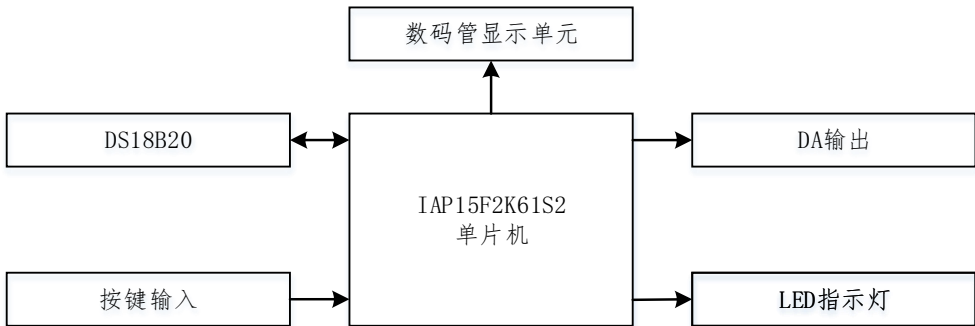 数码管显示单元
DS18B20
DA输出
IAP15F2K61S2
单片机
按键输入
LED指示灯